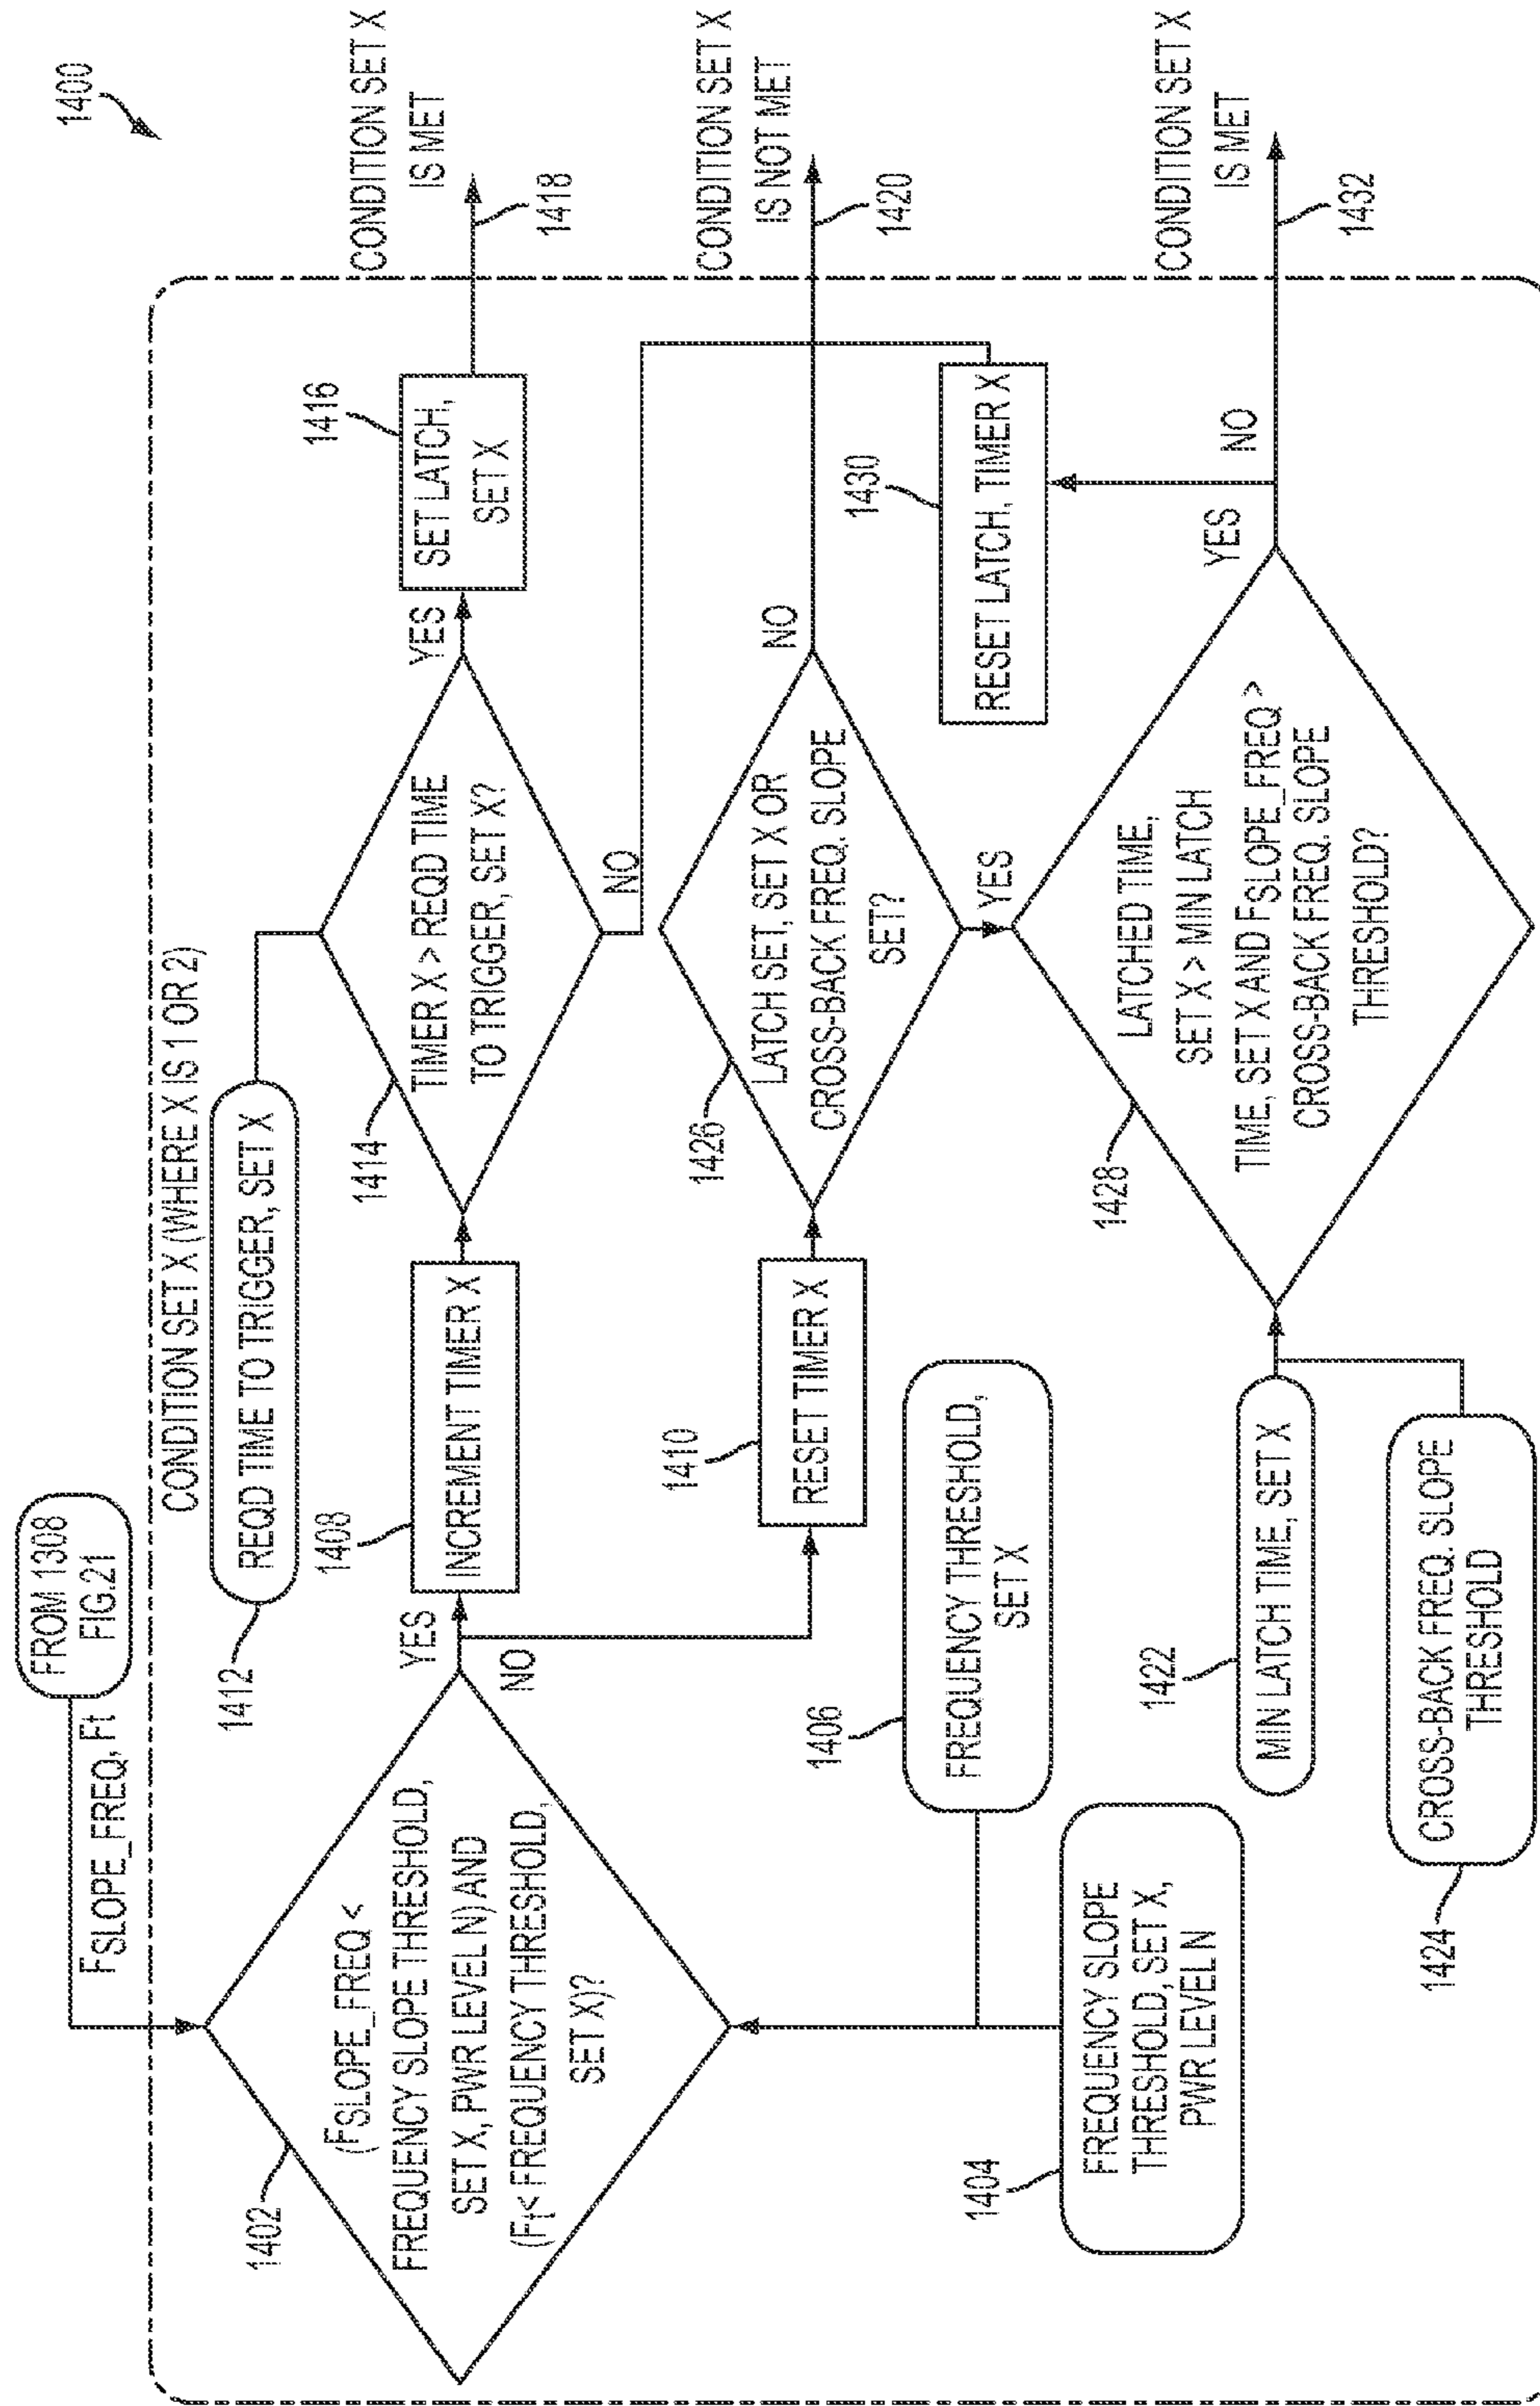 1400
FROM 1308
FIG.21
FSLOPE_FREQ, Ft
CONDITION SET X (WHERE X IS 1 OR 2)
1412
REQD TIME TO TRIGGER, SET X
1402
(FSLOPE_FREQ <
FREQUENCY SLOPE THRESHOLD,
SET X, PWR LEVEL N) AND
(Ft < FREQUENCY THRESHOLD,
SET X)?
YES
NO
1408
INCREMENT TIMER X
1414
TIMER X > REQD TIME
TO TRIGGER, SET X?
YES
NO
1416
SET LATCH,
SET X
CONDITION SET X
IS MET
1418
1410
RESET TIMER X
1426
LATCH SET, SET X OR
CROSS-BACK FREQ. SLOPE
SET?
NO
YES
CONDITION SET X
IS NOT MET
1420
1406
FREQUENCY THRESHOLD,
SET X
1404
FREQUENCY SLOPE
THRESHOLD, SET X,
PWR LEVEL N
1430
RESET LATCH, TIMER X
1422
MIN LATCH TIME, SET X
1424
CROSS-BACK FREQ. SLOPE
THRESHOLD
1428
LATCHED TIME,
SET X > MIN LATCH
TIME, SET X AND FSLOPE_FREQ >
CROSS-BACK FREQ. SLOPE
THRESHOLD?
YES
NO
CONDITION SET X
IS MET
1432